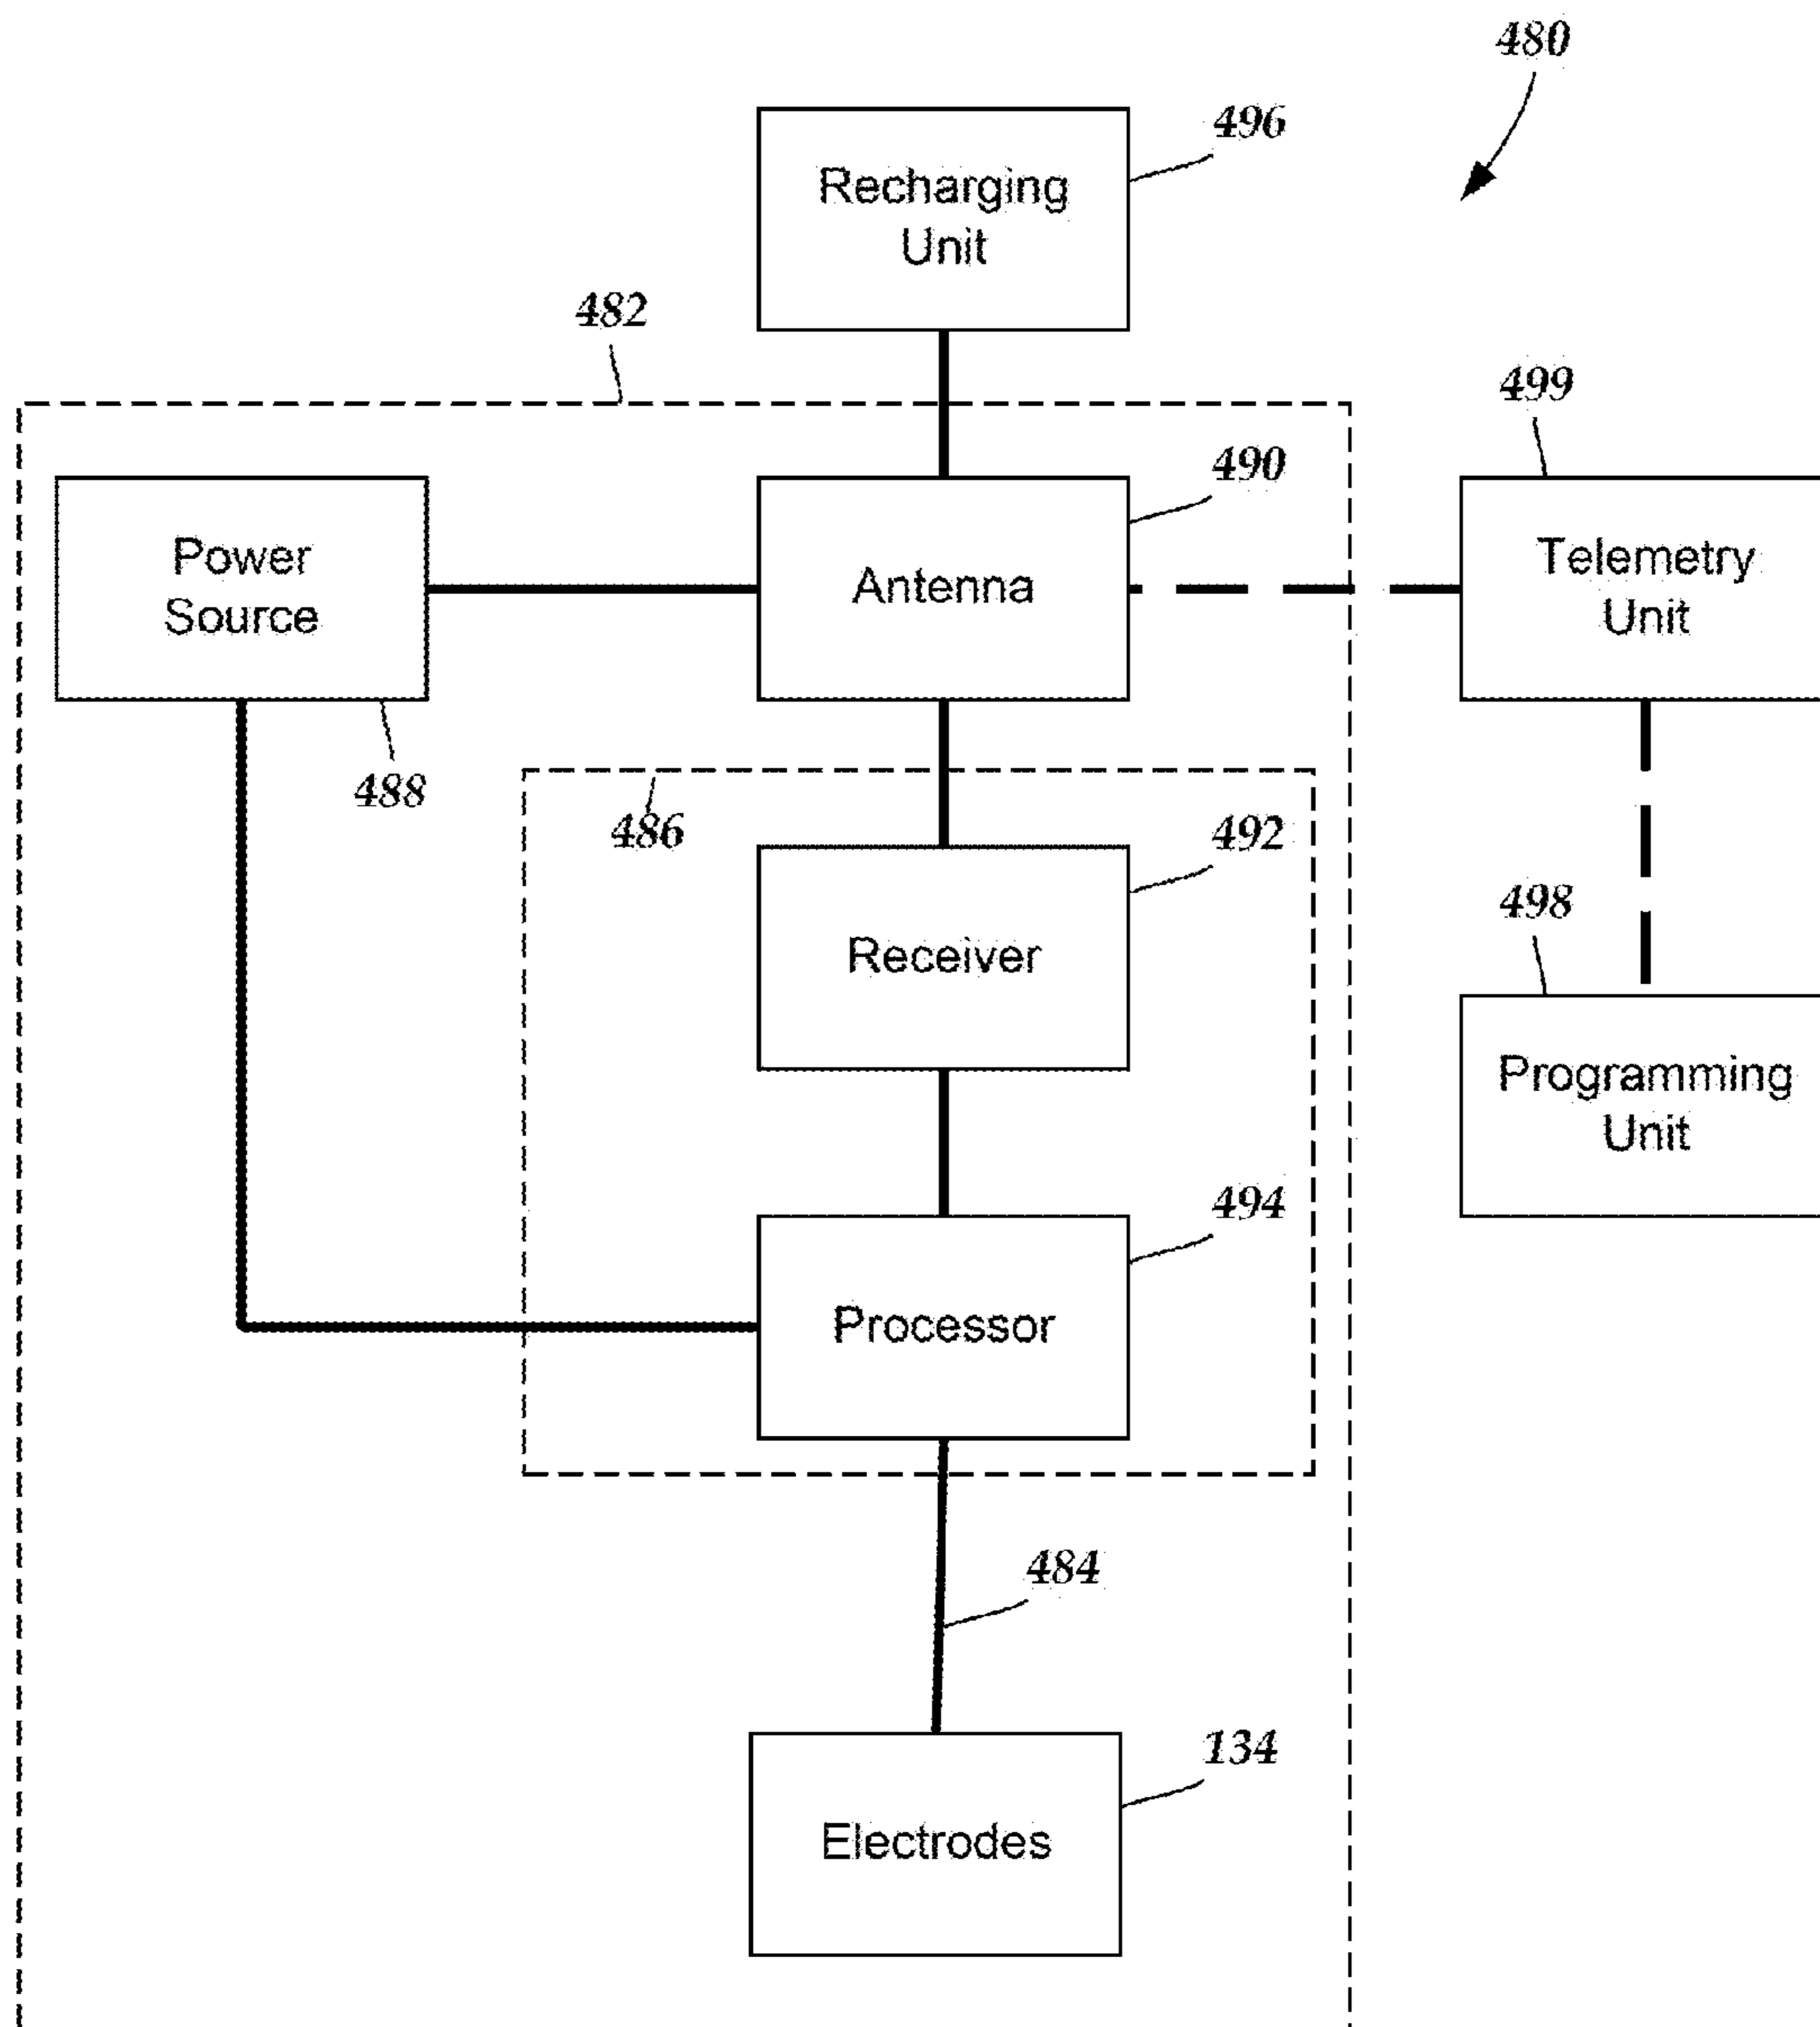 480
496
Recharging
Unit
482
499
490
Power
Source
Antenna
Telemetry
Unit
488
486
492
498
Receiver
Programming
Unit
494
Processor
484
134
Electrodes